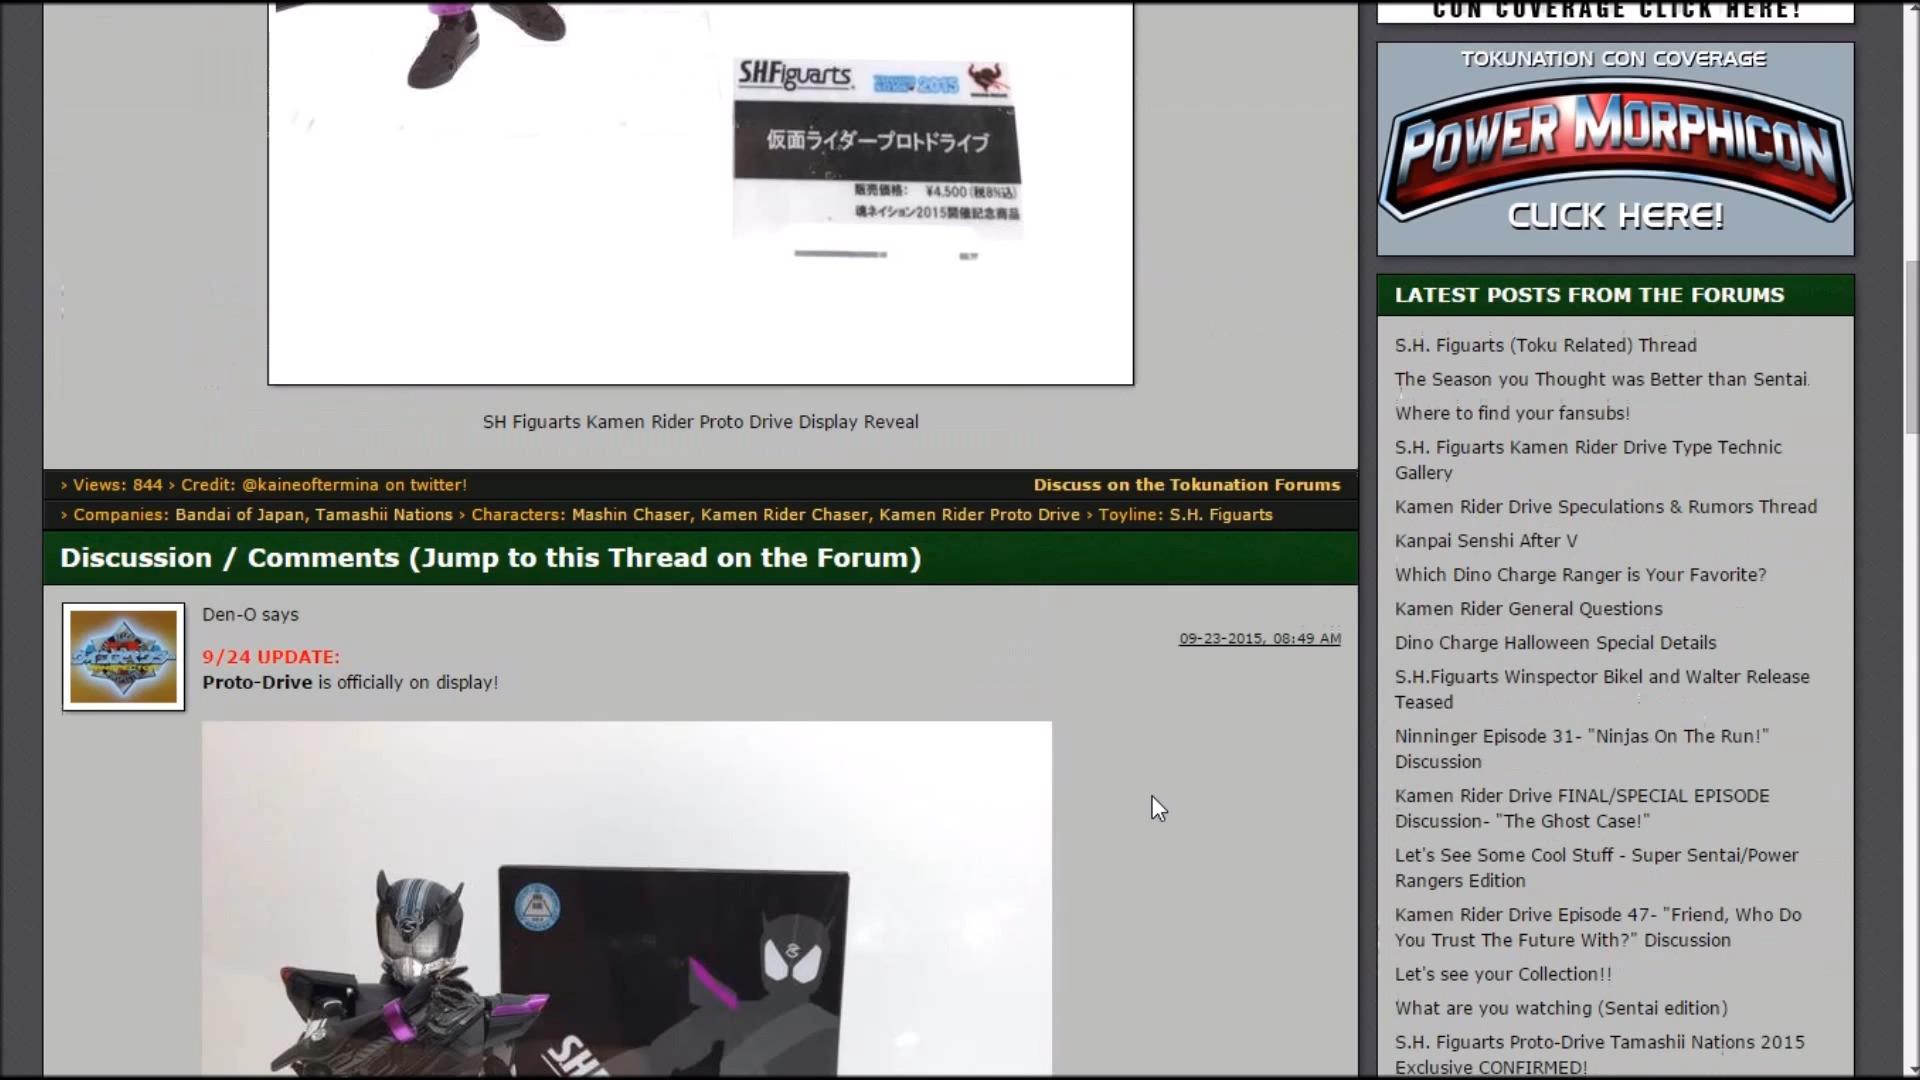 SHFiguarts
2015
仮面ライダープロトドライブ
販売価格: ¥4,500(税8%込)
魂ネイション2015開催記念商品
SH Figuarts Kamen Rider Proto Drive Display Reveal
› Views: 844 › Credit: @kaineoftermina on twitter!
Discuss on the Tokunation Forums
› Companies: Bandai of Japan, Tamashii Nations › Characters: Mashin Chaser, Kamen Rider Chaser, Kamen Rider Proto Drive › Toyline: S.H. Figuarts
Discussion / Comments (Jump to this Thread on the Forum)
Den-O says
09-23-2015, 08:49 AM
9/24 UPDATE:
Proto-Drive is officially on display!
SH
CON COVERAGE CLICK HERE!
TOKUNATION CON COVERAGE
POWER MORPHICON
CLICK HERE!
LATEST POSTS FROM THE FORUMS
S.H. Figuarts (Toku Related) Thread
The Season you Thought was Better than Sentai.
Where to find your fansubs!
S.H. Figuarts Kamen Rider Drive Type Technic
Gallery
Kamen Rider Drive Speculations & Rumors Thread
Kanpai Senshi After V
Which Dino Charge Ranger is Your Favorite?
Kamen Rider General Questions
Dino Charge Halloween Special Details
S.H.Figuarts Winspector Bikel and Walter Release
Teased
Ninninger Episode 31- "Ninjas On The Run!"
Discussion
Kamen Rider Drive FINAL/SPECIAL EPISODE
Discussion- "The Ghost Case!"
Let's See Some Cool Stuff - Super Sentai/Power
Rangers Edition
Kamen Rider Drive Episode 47- "Friend, Who Do
You Trust The Future With?" Discussion
Let's see your Collection!!
What are you watching (Sentai edition)
S.H. Figuarts Proto-Drive Tamashii Nations 2015
Exclusive CONFIRMED!